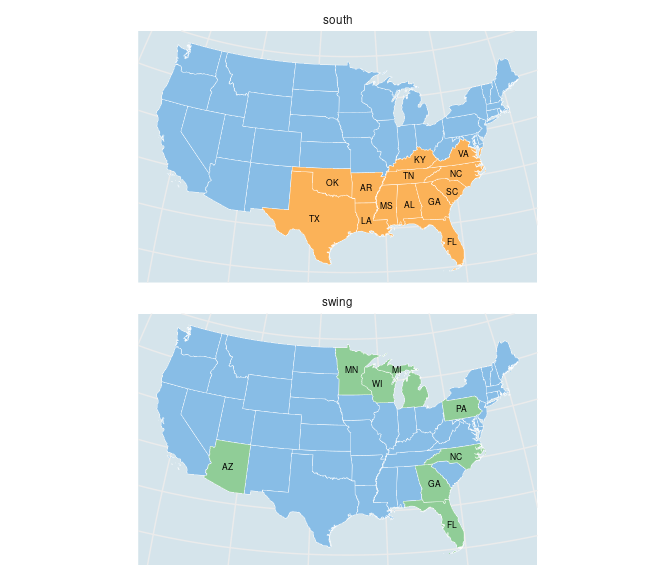 south
KY VA
OK AR TN NC
SC
MS AL GA
TX LA
FL
swing
MN MI
WI
PA
AZ NC
GA
FL